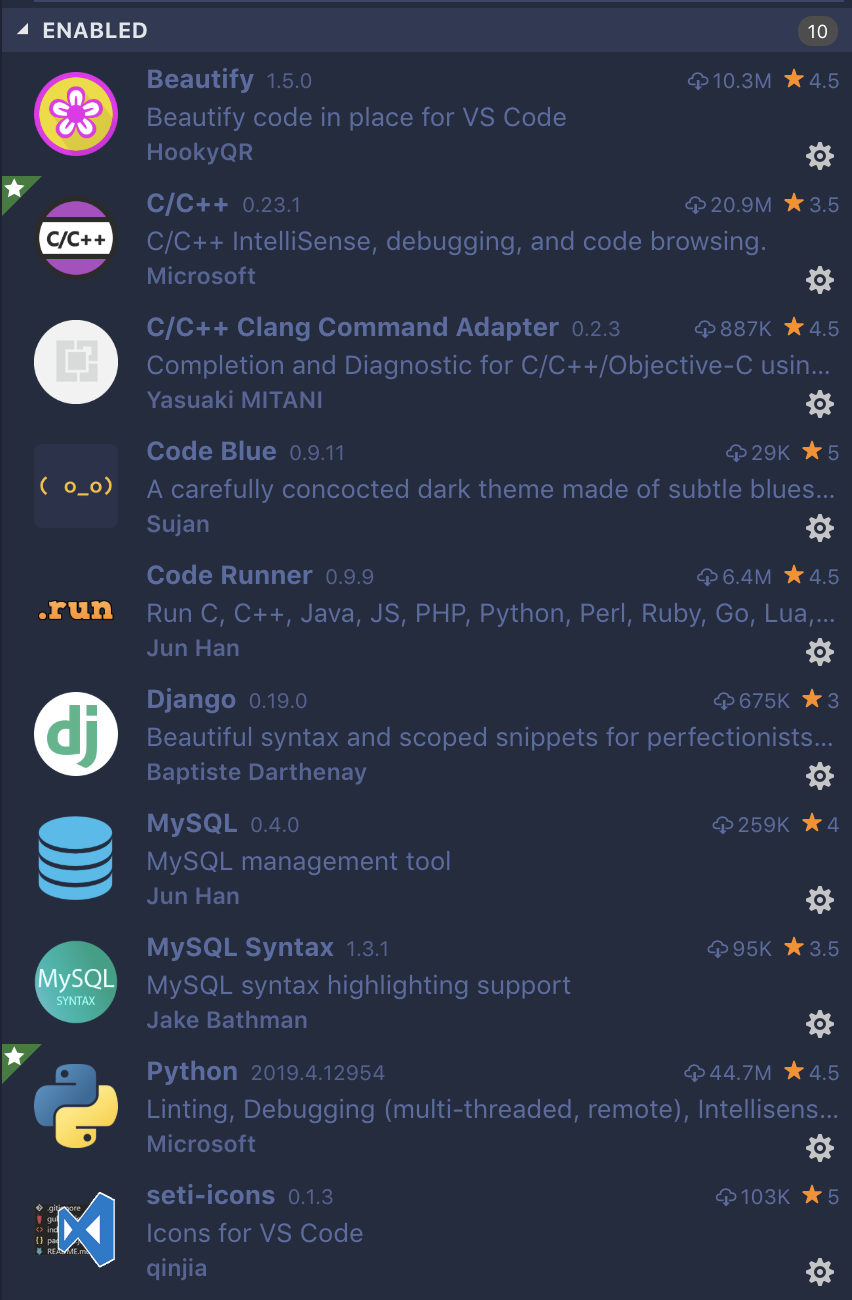 ENABLED 10
Beautify 1.5.0 10.3M 4.5
Beautify code in place for VS Code
HookyQR
C/C++ 0.23.1 20.9M 3.5
C/C++
C/C++ IntelliSense, debugging, and code browsing.
Microsoft
C/C++ Clang Command Adapter 0.2.3 887K 4.5
Completion and Diagnostic for C/C++/Objective-C usin...
Yasuaki MITANI
Code Blue 0.9.11 29K 5
( o_o)
A carefully concocted dark theme made of subtle blues...
Sujan
Code Runner 0.9.9 6.4M 4.5
.run
Run C, C++, Java, JS, PHP, Python, Perl, Ruby, Go, Lua,...
Jun Han
Django 0.19.0 675K 3
dj
Beautiful syntax and scoped snippets for perfectionists...
Baptiste Darthenay
MySQL 0.4.0 259K 4
MySQL management tool
Jun Han
MySQL Syntax 1.3.1 95K 3.5
MySQL
SYNTAX
MySQL syntax highlighting support
Jake Bathman
Python 2019.4.12954 44.7M 4.5
Linting, Debugging (multi-threaded, remote), Intellisens...
Microsoft
seti-icons 0.1.3 103K 5
Icons for VS Code
qinjia